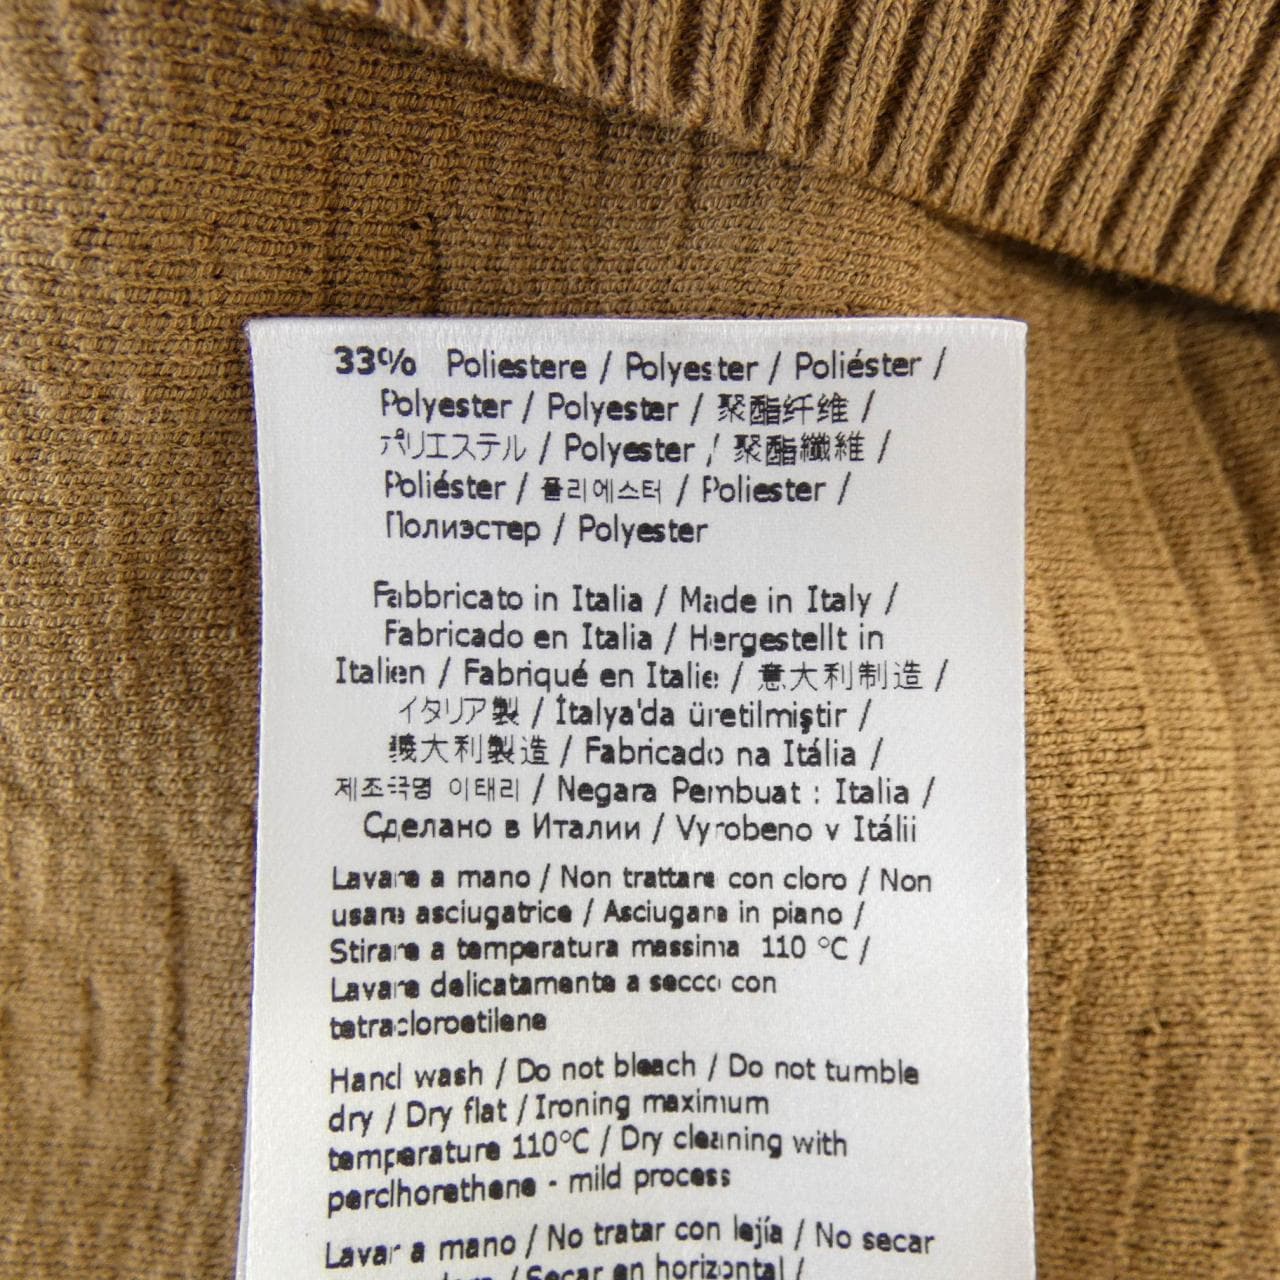 33% Poliestere / Polyester / Poliéster /
Polyester / Polyester / 聚酯纤维 /
ポリエステル / Polyester / 聚酯纖維 /
Poliéster / 폴리에스터 / Poliester /
Полиэстер / Polyester
Fabbricato in Italia / Made in Italy /
Fabricado en Italia / Hergestellt in
Italien / Fabriqué en Italie / 意大利制造 /
イタリア製 / İtalya'da üretilmiştir /
義大利製造 / Fabricado na Itália /
제조국명 이태리 / Negara Pembuat : Italia /
Сделано в Италии / Vyrobeno v Itálii
Lavare a mano / Non trattare con cloro / Non
usare asciugatrice / Asciugare in piano /
Stirare a temperatura massima 110 °C /
Lavare delicatamente a secco con
tetracloroetilene
Hand wash / Do not bleach / Do not tumble
dry / Dry flat / Ironing maximum
temperature 110°C / Dry cleaning with
perclhorethene - mild process
Lavar a mano / No tratar con lejía / No secar
/ Secar en horizontal /